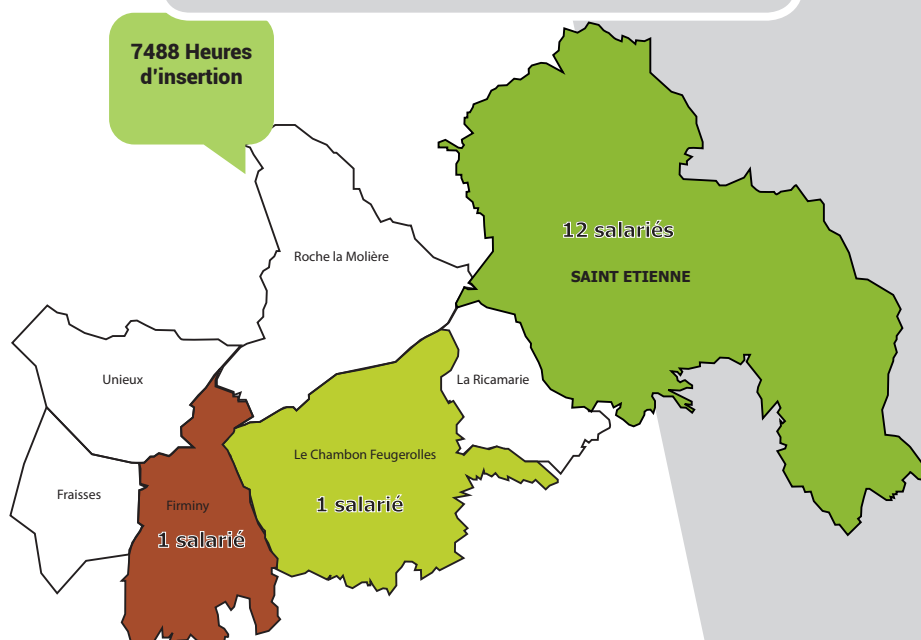 7488 Heures
d'insertion
12 salariés
Roche la Molière
SAINT ETIENNE
Unieux
La Ricamarie
Le Chambon Feugerolles
Fraisses
Firminy
1 salarié
1 salarié